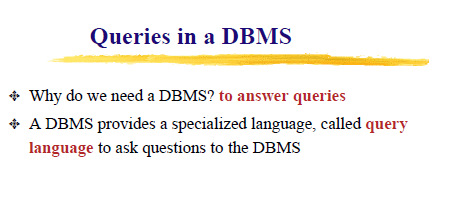 Queries in a DBMS
Why do we need a DBMS? to answer queries
A DBMS provides a specialized language, called query
language to ask questions to the DBMS